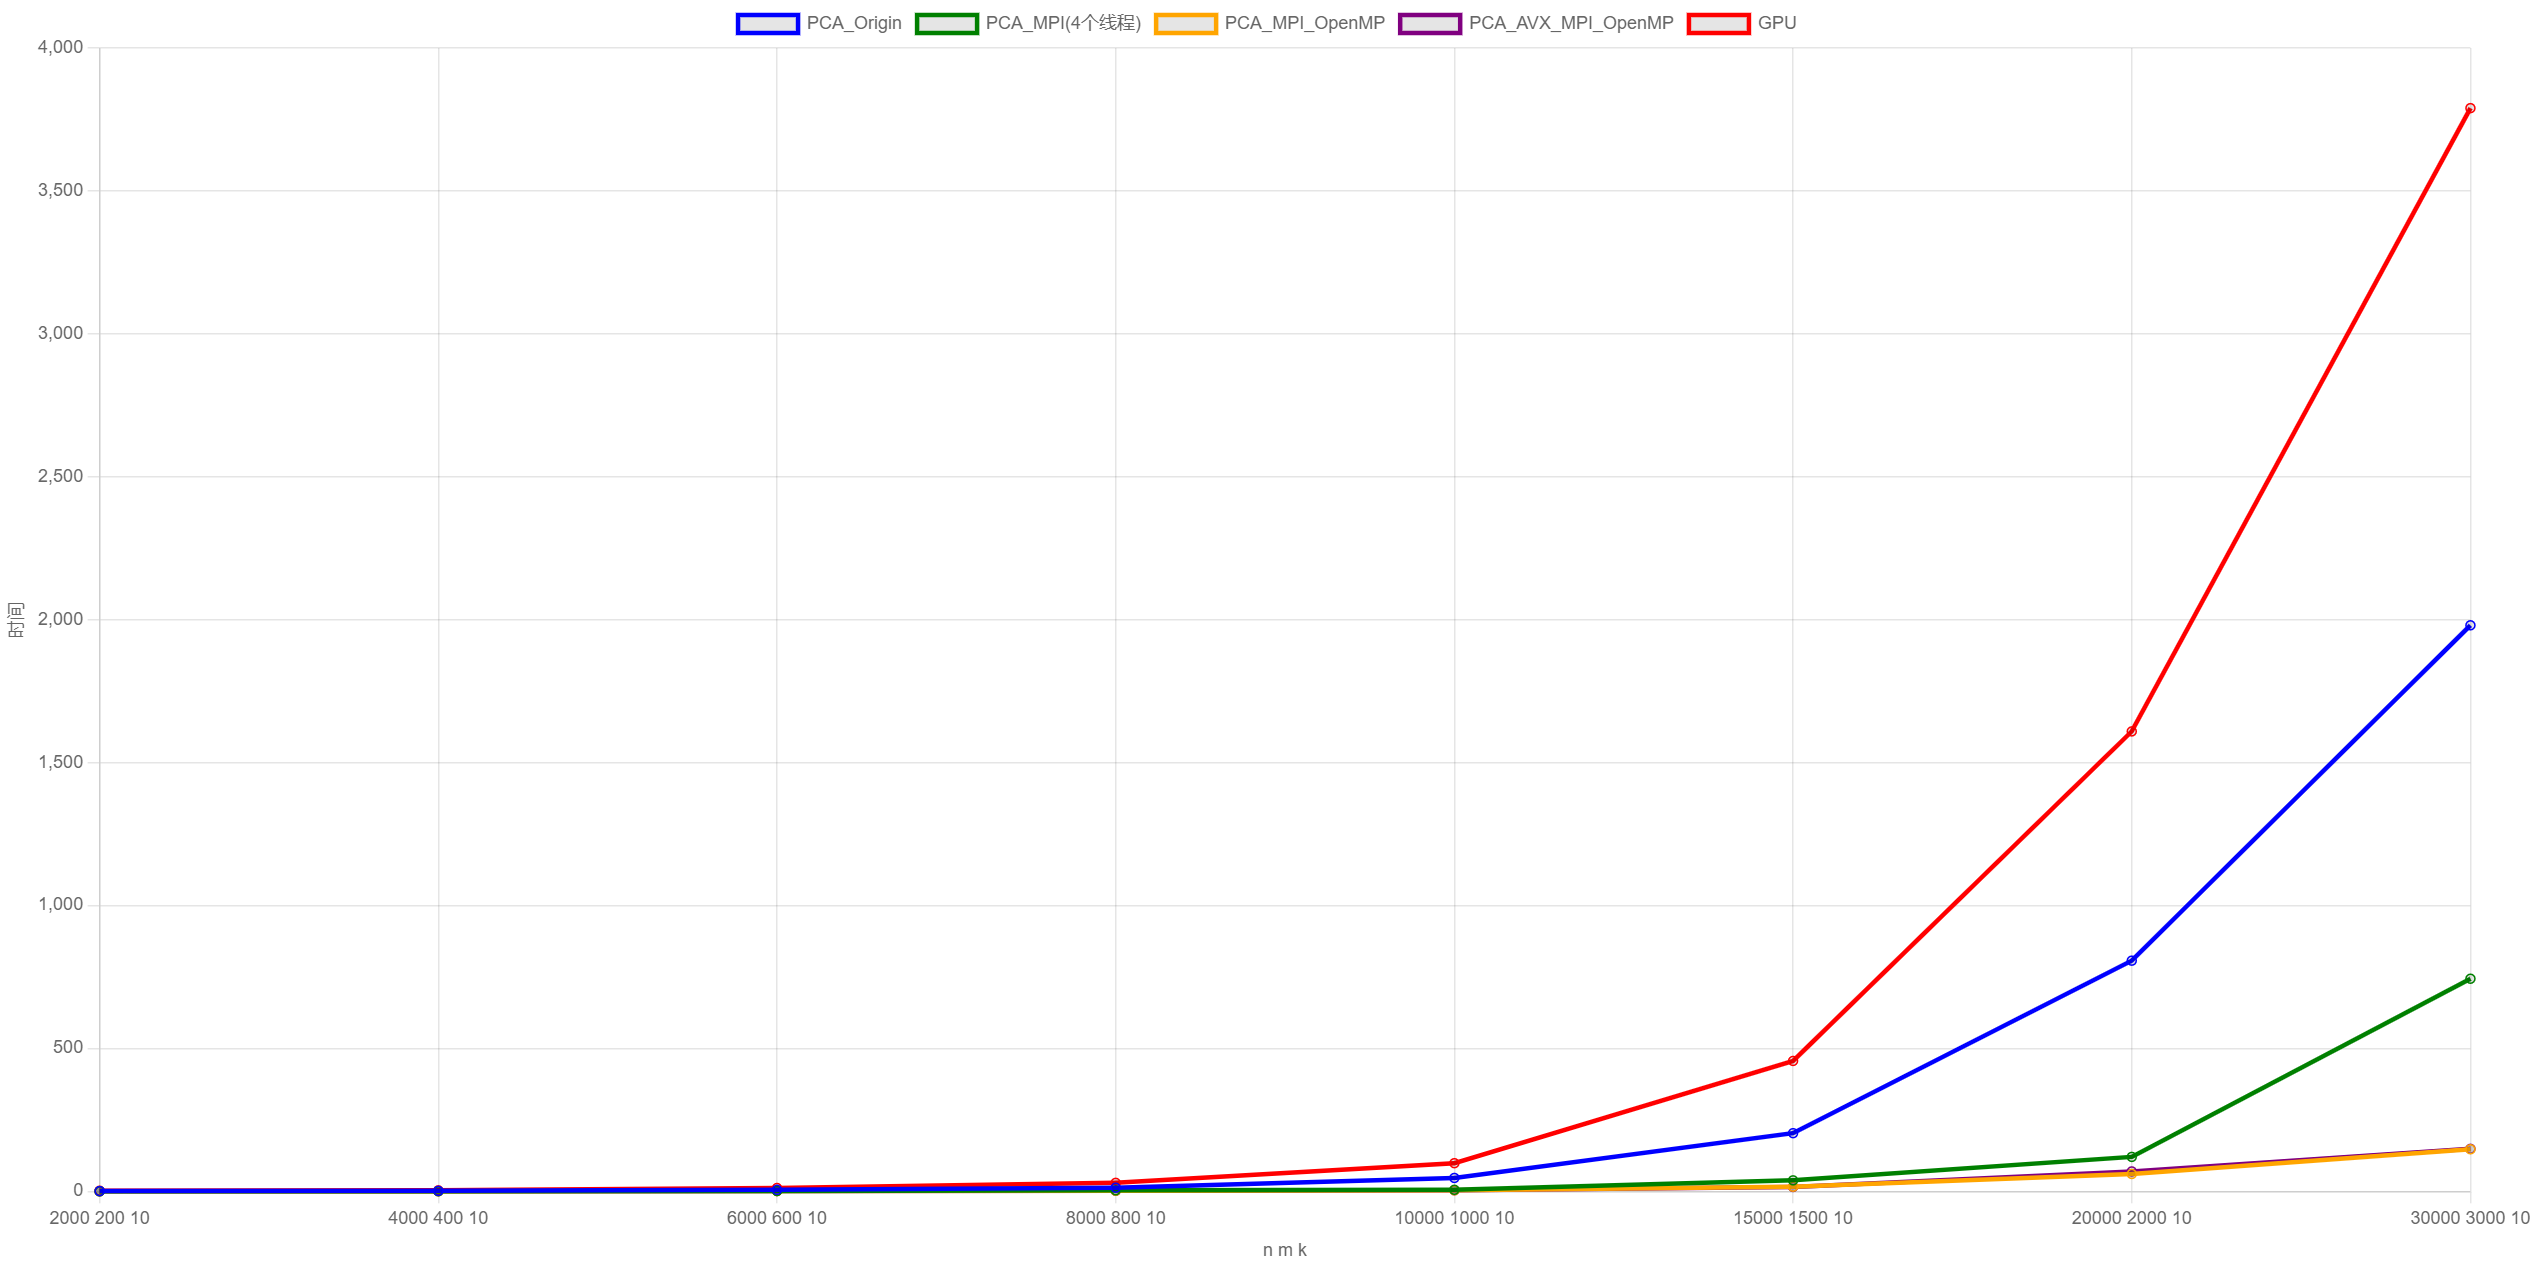 PCA_Origin PCA_MPI(4个线程) PCA_MPI_OpenMP PCA_AVX_MPI_OpenMP GPU
4,000
3,500
3,000
2,500
2,000
1,500
1,000
500
0
时间
2000 200 10 4000 400 10 6000 600 10 8000 800 10 10000 1000 10 15000 1500 10 20000 2000 10 30000 3000 10
n m k